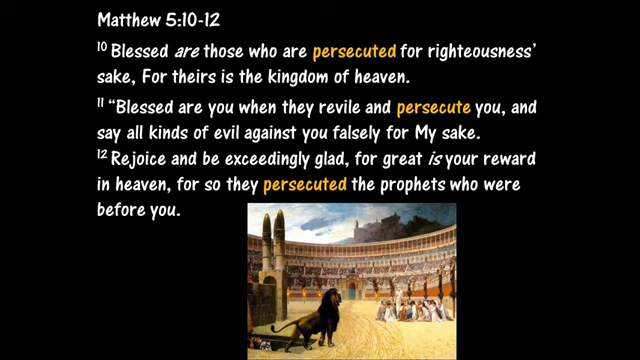 Matthew 5:10-12
10 Blessed are those who are persecuted for righteousness'
sake, For theirs is the kingdom of heaven.
11 "Blessed are you when they revile and persecute you, and
say all kinds of evil against you falsely for My sake.
12 Rejoice and be exceedingly glad, for great is your reward
in heaven, for so they persecuted the prophets who were
before you.